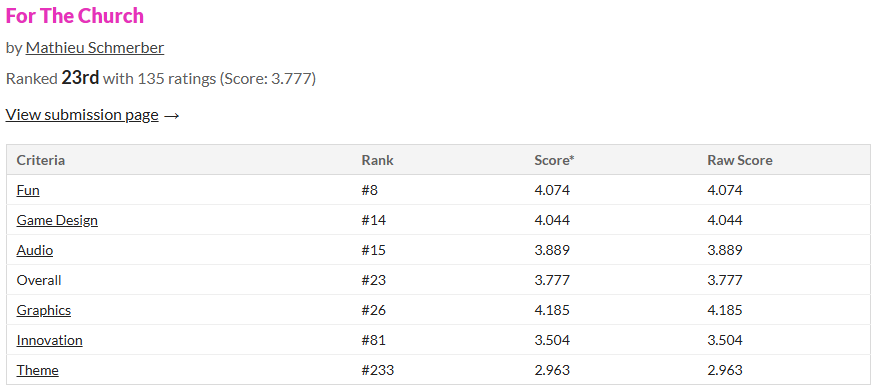 For The Church
by Mathieu Schmerber
Ranked 23rd with 135 ratings (Score: 3.777)
View submission page →
Criteria Rank Score* Raw Score
Fun #8 4.074 4.074
Game Design #14 4.044 4.044
Audio #15 3.889 3.889
Overall #23 3.777 3.777
Graphics #26 4.185 4.185
Innovation #81 3.504 3.504
Theme #233 2.963 2.963